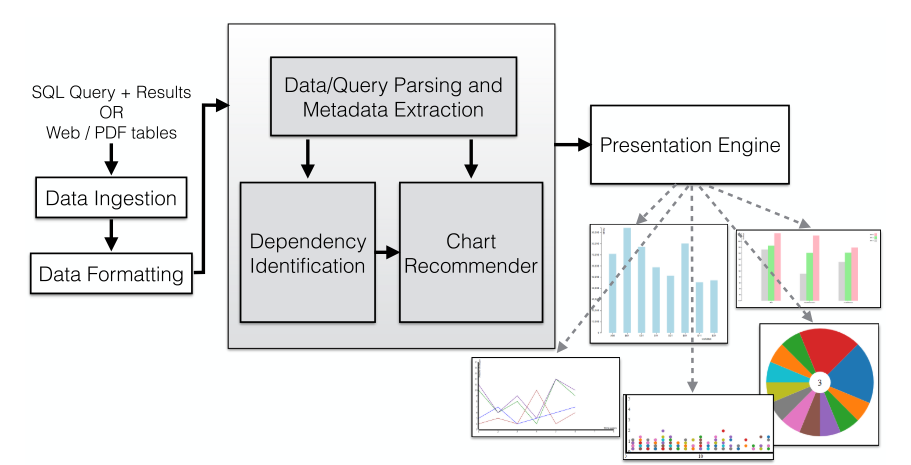 SQL Query + Results
OR
Web / PDF tables
Data Ingestion
Data Formatting
Data/Query Parsing and
Metadata Extraction
Dependency
Identification
Chart
Recommender
Presentation Engine
3
10